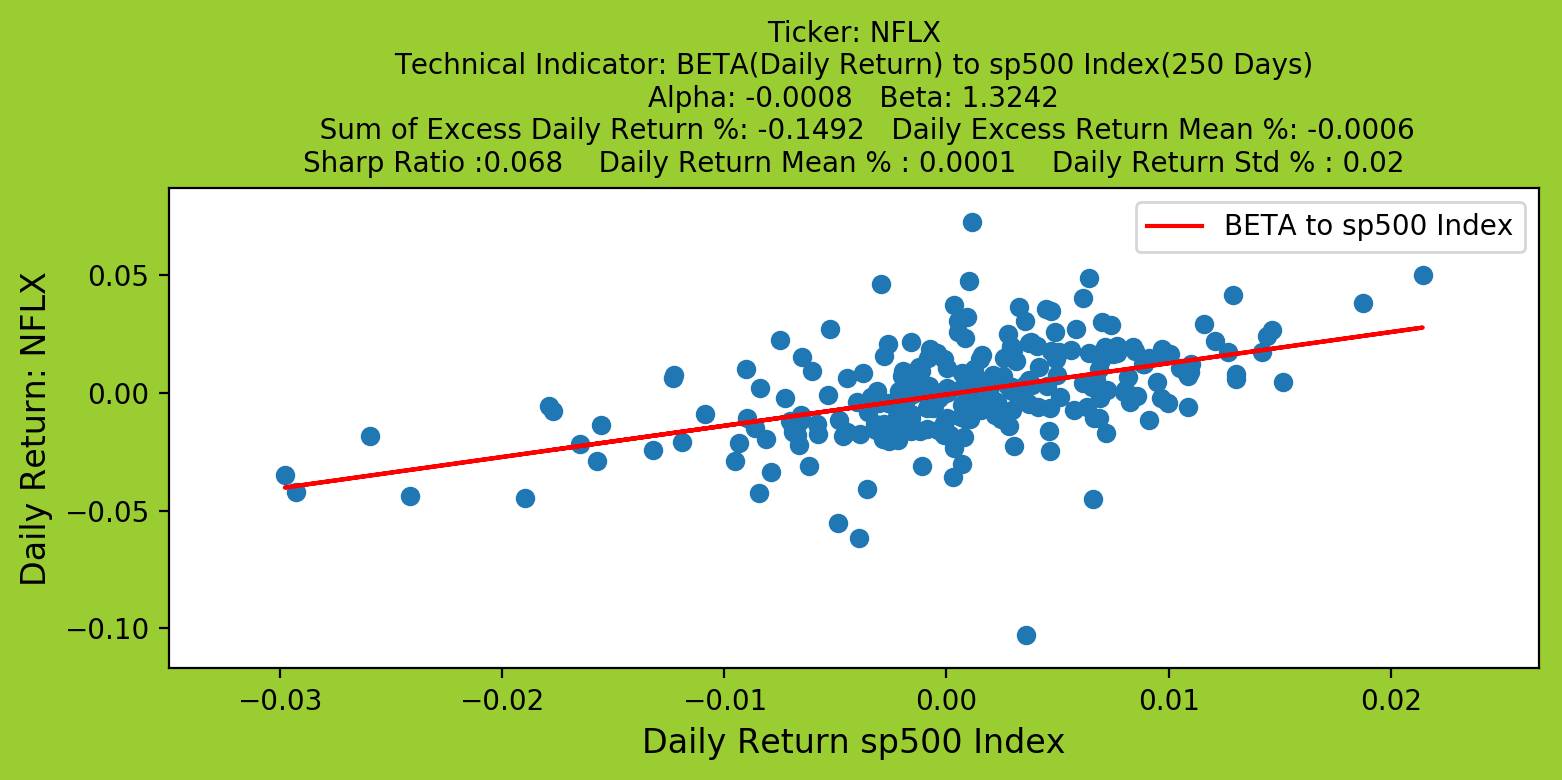 Ticker: NFLX
Technical Indicator: BETA(Daily Return) to sp500 Index(250 Days)
Alpha: -0.0008   Beta: 1.3242
Sum of Excess Daily Return %: -0.1492   Daily Excess Return Mean %: -0.0006
Sharp Ratio :0.068    Daily Return Mean % : 0.0001    Daily Return Std % : 0.02
BETA to sp500 Index
Daily Return: NFLX
0.05
0.00
−0.05
−0.10
−0.03 −0.02 −0.01 0.00 0.01 0.02
Daily Return sp500 Index